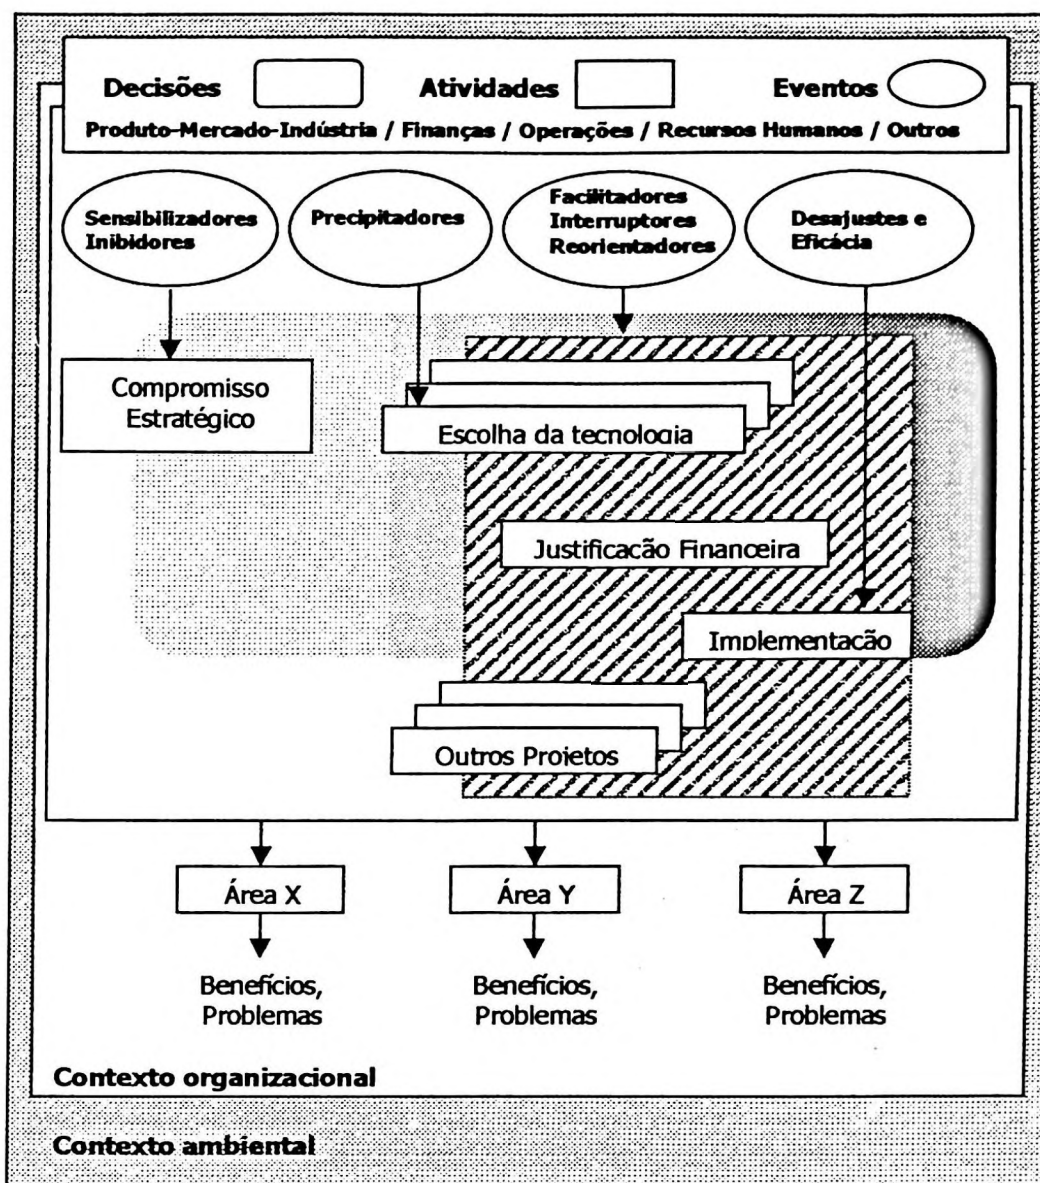 Decisões Atividades Eventos
Produto-Mercado-Indústria / Finanças / Operações / Recursos Humanos / Outros
Sensibilizadores
Inibidores
Precipitadores
Facilitadores
Interruptores
Reorientadores
Desajustes e
Eficácia
Compromisso
Estratégico
Escolha da tecnologia
Justificacão Financeira
Implementacão
Outros Projetos
Área X
Área Y
Área Z
Benefícios,
Problemas
Benefícios,
Problemas
Benefícios,
Problemas
Contexto organizacional
Contexto ambiental